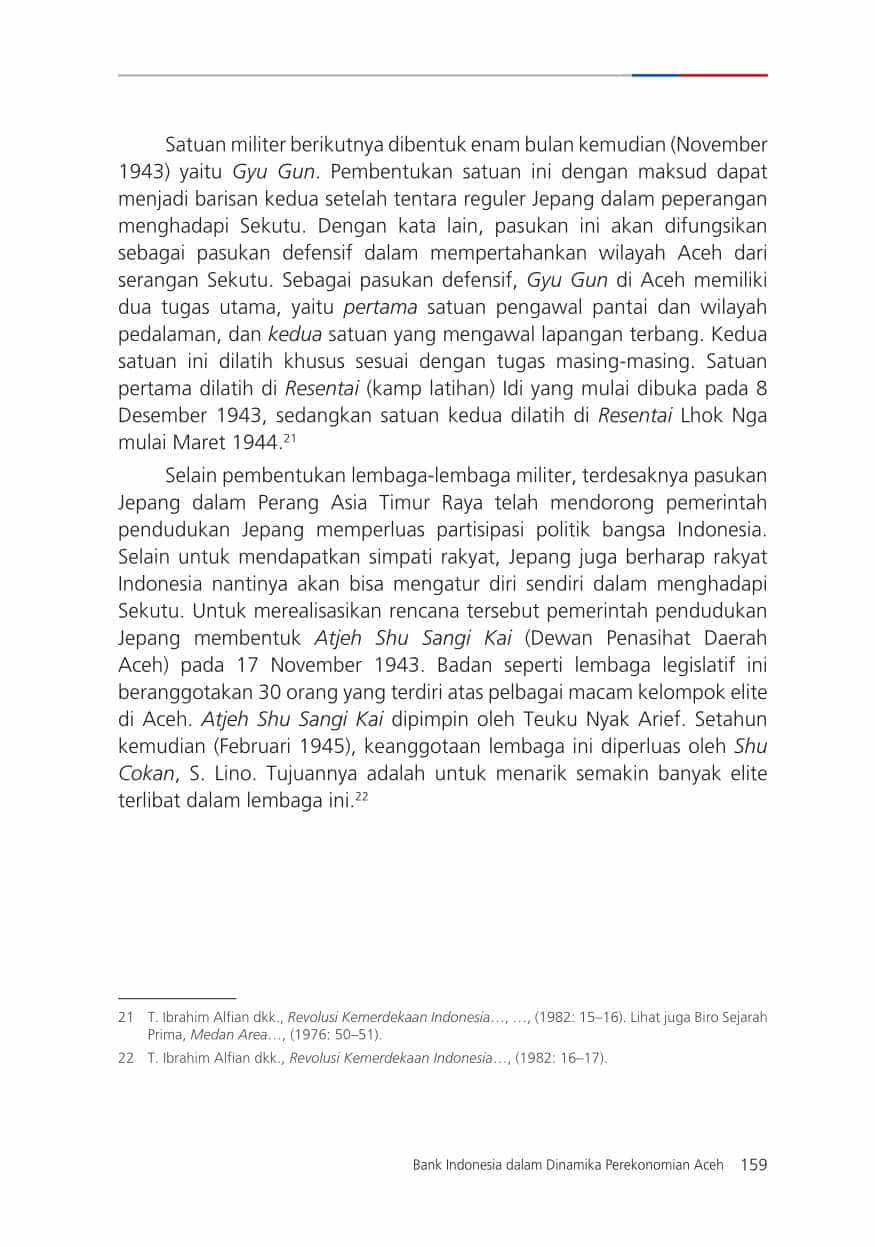 Satuan militer berikutnya dibentuk enam bulan kemudian (November
1943) yaitu Gyu Gun. Pembentukan satuan ini dengan maksud dapat
menjadi barisan kedua setelah tentara reguler Jepang dalam peperangan
menghadapi Sekutu. Dengan kata lain, pasukan ini akan difungsikan
sebagai pasukan defensif dalam mempertahankan wilayah Aceh dari
serangan Sekutu. Sebagai pasukan defensif, Gyu Gun di Aceh memiliki
dua tugas utama, yaitu pertama satuan pengawal pantai dan wilayah
pedalaman, dan kedua satuan yang mengawal lapangan terbang. Kedua
satuan ini dilatih khusus sesuai dengan tugas masing-masing. Satuan
pertama dilatih di Resentai (kamp latihan) Idi yang mulai dibuka pada 8
Desember 1943, sedangkan satuan kedua dilatih di Resentai Lhok Nga
mulai Maret 1944.21
Selain pembentukan lembaga-lembaga militer, terdesaknya pasukan
Jepang dalam Perang Asia Timur Raya telah mendorong pemerintah
pendudukan Jepang memperluas partisipasi politik bangsa Indonesia.
Selain untuk mendapatkan simpati rakyat, Jepang juga berharap rakyat
Indonesia nantinya akan bisa mengatur diri sendiri dalam menghadapi
Sekutu. Untuk merealisasikan rencana tersebut pemerintah pendudukan
Jepang membentuk Atjeh Shu Sangi Kai (Dewan Penasihat Daerah
Aceh) pada 17 November 1943. Badan seperti lembaga legislatif ini
beranggotakan 30 orang yang terdiri atas pelbagai macam kelompok elite
di Aceh. Atjeh Shu Sangi Kai dipimpin oleh Teuku Nyak Arief. Setahun
kemudian (Februari 1945), keanggotaan lembaga ini diperluas oleh Shu
Cokan, S. Lino. Tujuannya adalah untuk menarik semakin banyak elite
terlibat dalam lembaga ini.22
21 T. Ibrahim Alfian dkk., Revolusi Kemerdekaan Indonesia…, …, (1982: 15–16). Lihat juga Biro Sejarah
Prima, Medan Area…, (1976: 50–51).
22 T. Ibrahim Alfian dkk., Revolusi Kemerdekaan Indonesia…, (1982: 16–17).
Bank Indonesia dalam Dinamika Perekonomian Aceh 159